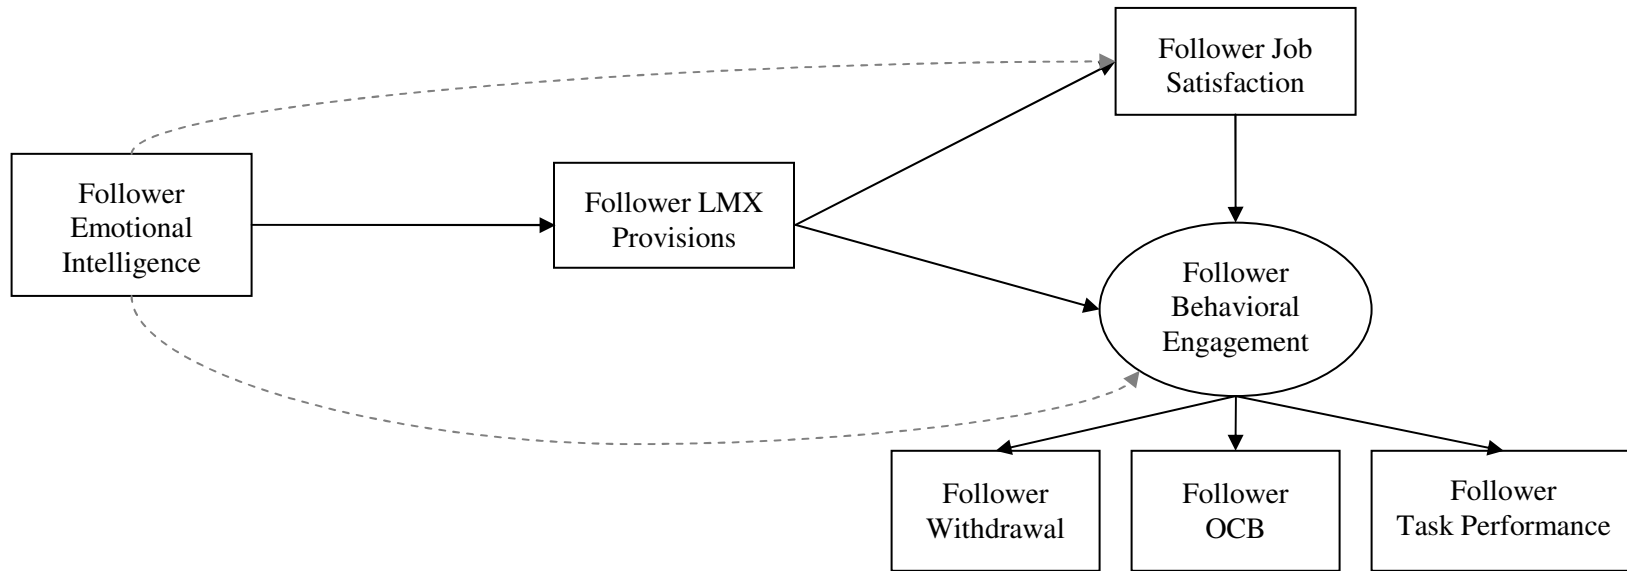 Follower Job
Satisfaction
Follower
Emotional
Intelligence
Follower LMX
Provisions
Follower
Behavioral
Engagement
Follower
Withdrawal
Follower
OCB
Follower
Task Performance